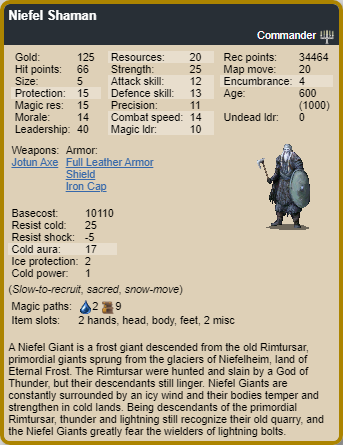 Niefel Shaman
Commander
Gold: 125 Resources: 20 Rec points: 34464
Hit points: 66 Strength: 25 Map move: 20
Size: 5 Attack skill: 12 Encumbrance: 4
Protection: 15 Defence skill: 13 Age: 600
Magic res: 15 Precision: 11 (1000)
Morale: 14 Combat speed: 14 Undead ldr: 0
Leadership: 40 Magic ldr: 10
Weapons: Armor:
Jotun Axe Full Leather Armor
Shield
Iron Cap
Basecost: 10110
Resist cold: 25
Resist shock: -5
Cold aura: 17
Ice protection: 2
Cold power: 1
(Slow-to-recruit, sacred, snow-move)
Magic paths: 2 9
Item slots: 2 hands, head, body, feet, 2 misc
A Niefel Giant is a frost giant descended from the old Rimtursar,
primordial giants sprung from the glaciers of Niefelheim, land of
Eternal Frost. The Rimtursar were hunted and slain by a God of
Thunder, but their descendants still linger. Niefel Giants are
constantly surrounded by an icy wind and their bodies temper and
strengthen in cold lands. Being descendants of the primordial
Rimtursar, thunder and lightning still recognize their old quarry, and
the Niefel Giants greatly fear the wielders of lightning bolts.